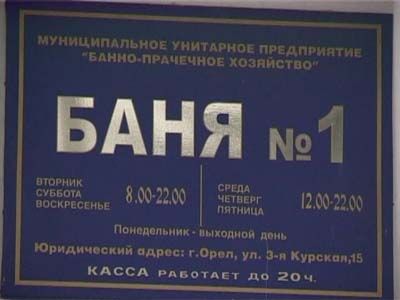 МУНИЦИПАЛЬНОЕ УНИТАРНОЕ ПРЕДПРИЯТИЕ
"БАННО-ПРАЧЕЧНОЕ ХОЗЯЙСТВО"
БАНЯ №1
ВТОРНИК
СУББОТА
ВОСКРЕСЕНЬЕ
8.00-22.00
СРЕДА
ЧЕТВЕРГ
ПЯТНИЦА
12.00-22.00
Понедельник - выходной день
Юридический адрес: г.Орел, ул. 3-я Курская,15
КАССА РАБОТАЕТ ДО 20 Ч.